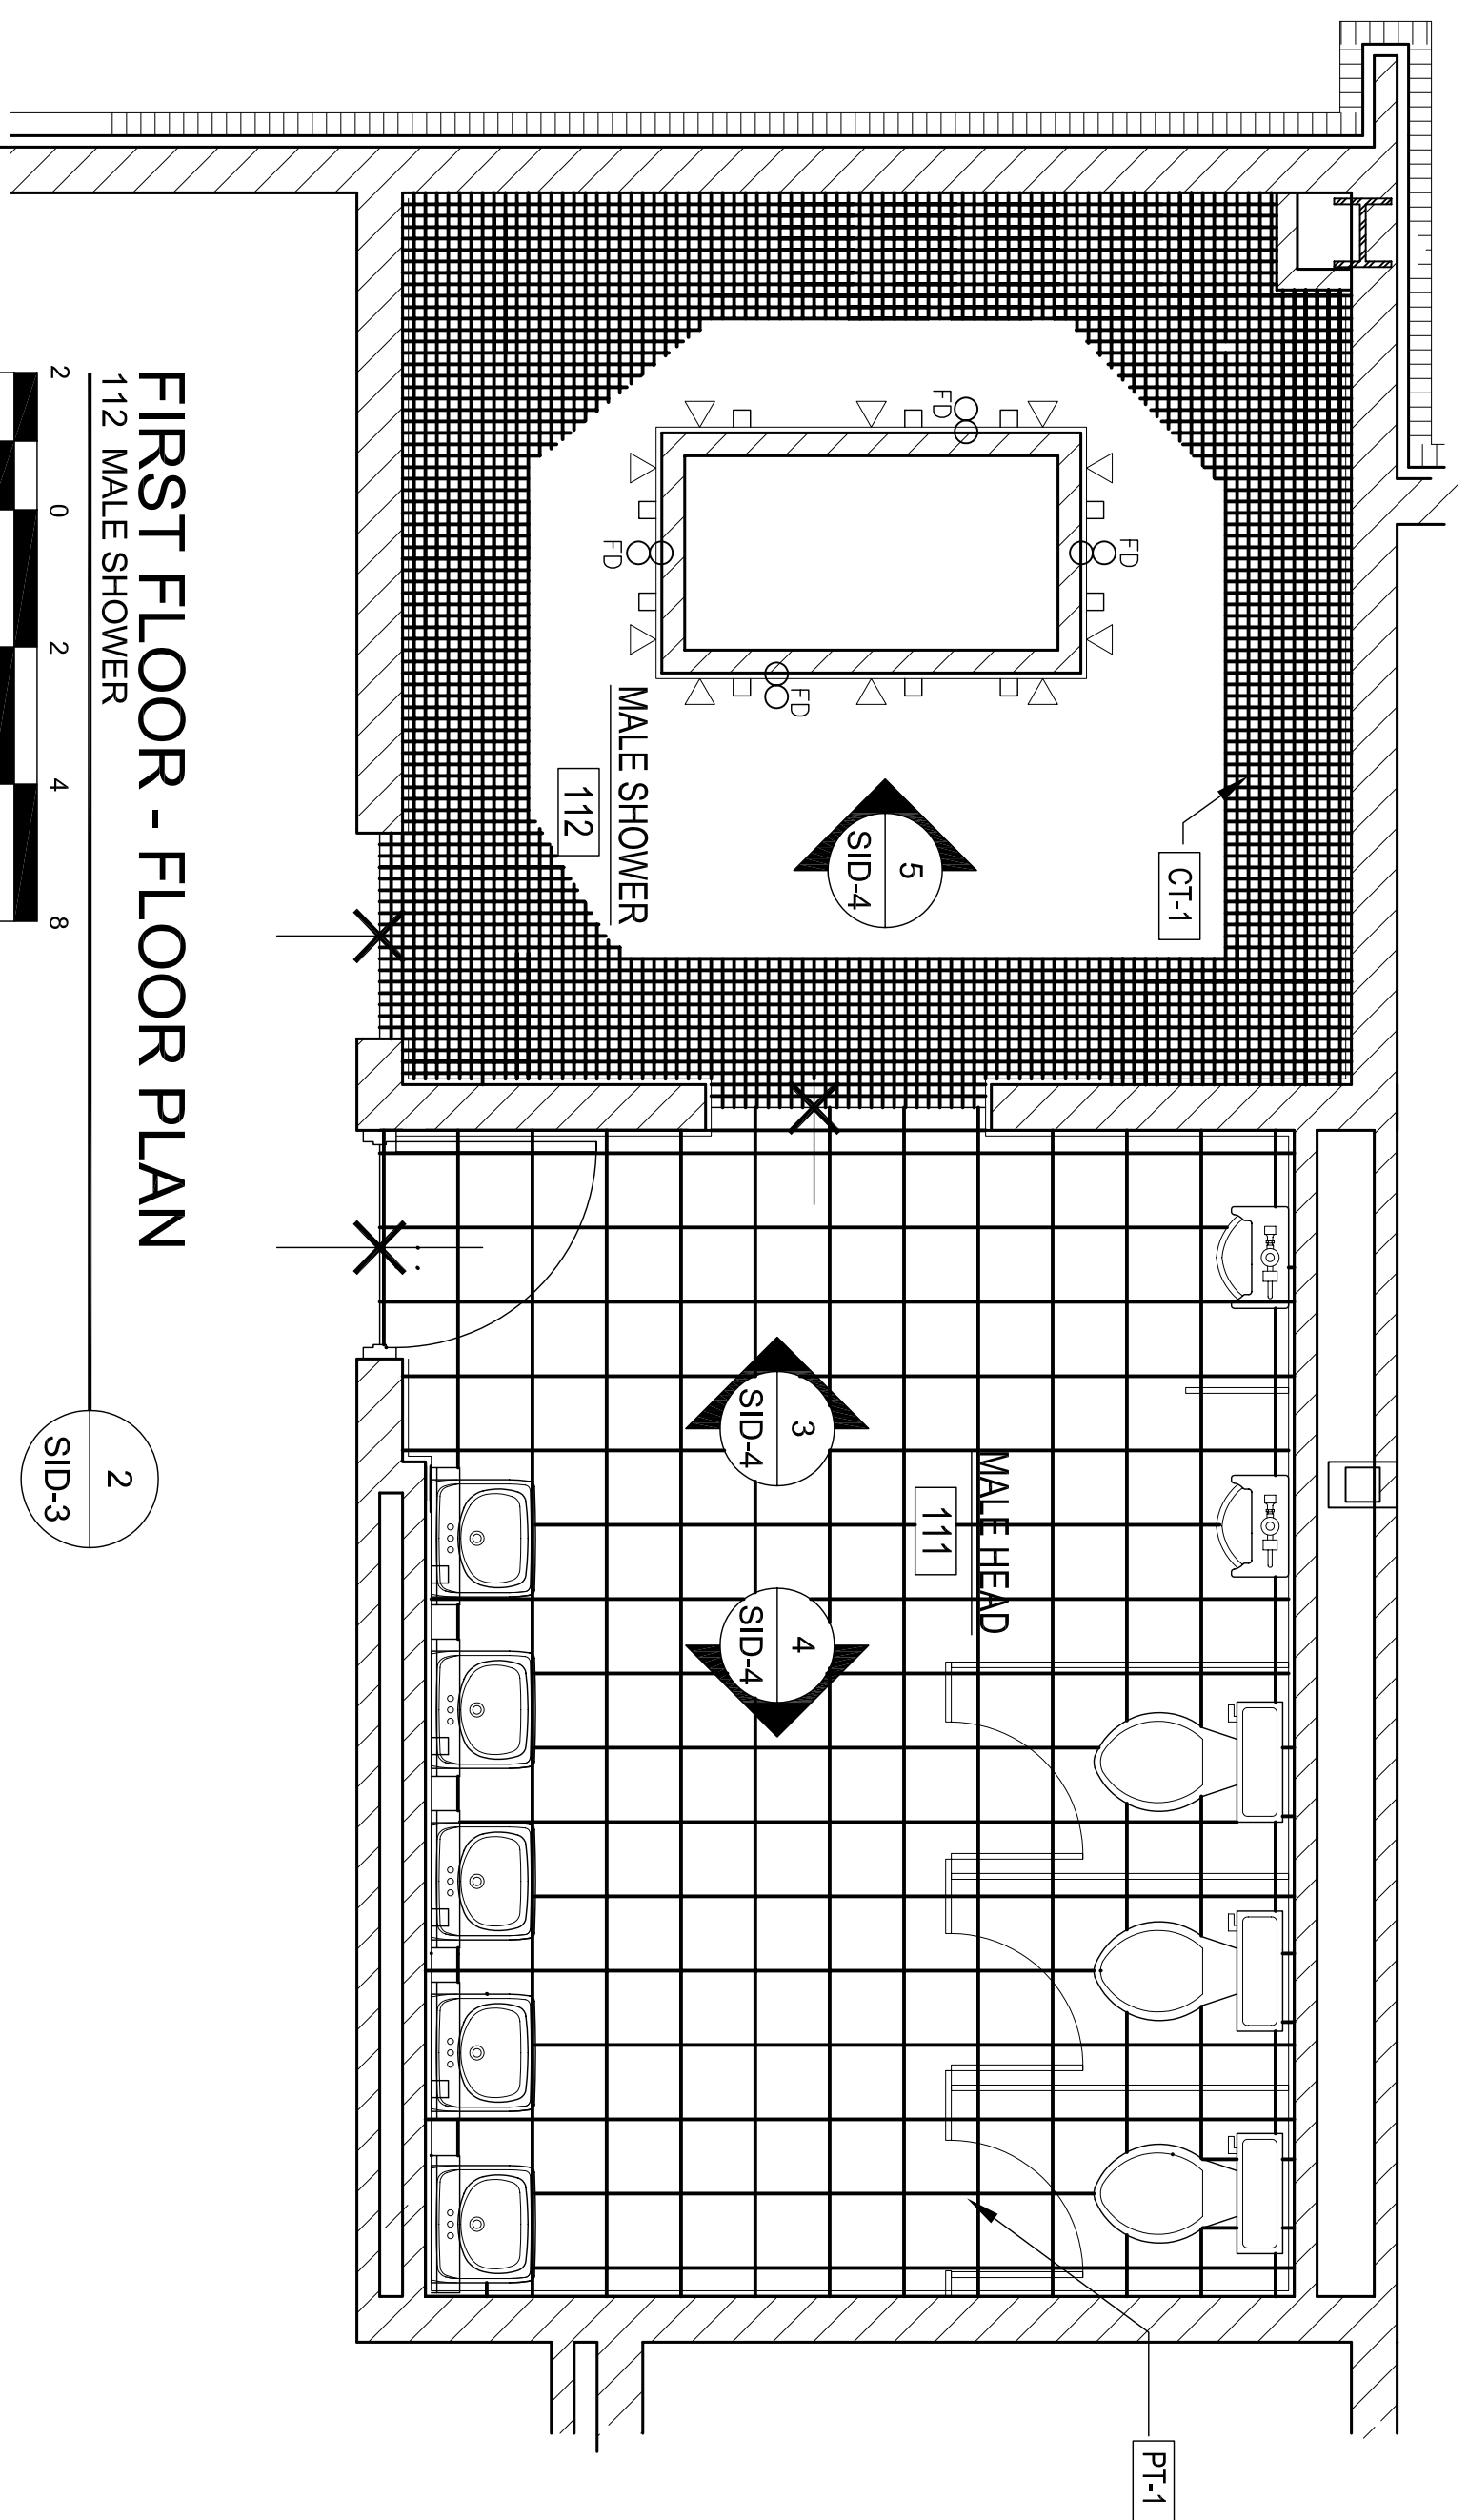 CT-1
FD
FD
FD
FD
5
SID-4
MALE SHOWER
112
MALE HEAD
111
3
SID-4
4
SID-4
PT-1
FIRST FLOOR - FLOOR PLAN
112 MALE SHOWER
2
SID-3
2 0 2 4 8